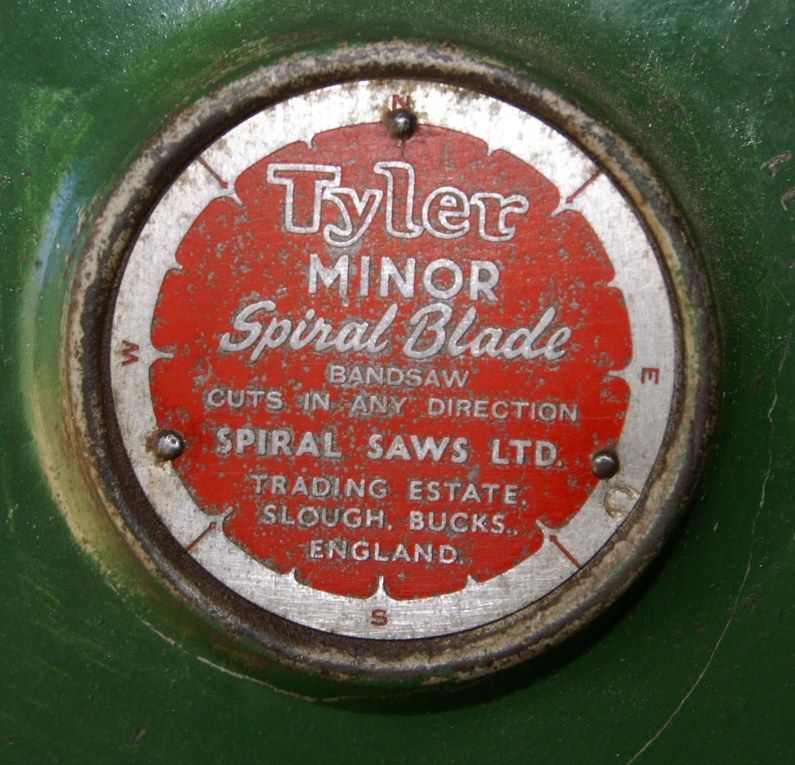 N
Tyler
MINOR
Spiral Blade
BANDSAW
W
E
CUTS IN ANY DIRECTION
SPIRAL SAWS LTD.
TRADING ESTATE,
SLOUGH, BUCKS.,
ENGLAND.
S